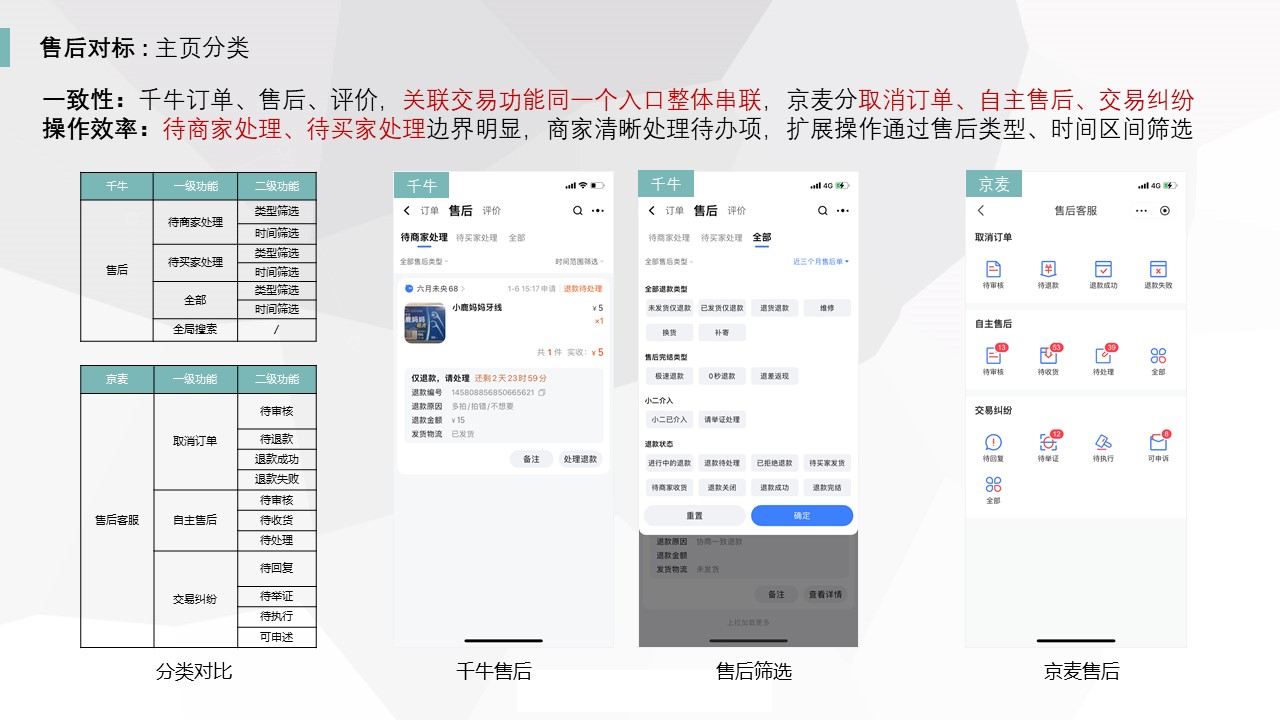 售后对标 : 主页分类
一致性：千牛订单、售后、评价，关联交易功能同一个入口整体串联，京麦分取消订单、自主售后、交易纠纷
操作效率：待商家处理、待买家处理边界明显，商家清晰处理待办项，扩展操作通过售后类型、时间区间筛选
千牛 一级功能 二级功能
售后
待商家处理
类型筛选
时间筛选
待买家处理
类型筛选
时间筛选
全部
类型筛选
时间筛选
全局搜索 /
京麦 一级功能 二级功能
售后客服
取消订单
待审核
待退款
退款成功
退款失败
自主售后
待审核
待收货
待处理
交易纠纷
待回复
待举证
待执行
可申述
分类对比
千牛
订单 售后 评价
待商家处理 待买家处理 全部
全部售后类型 时间范围筛选
六月未央68 1-6 15:17申请 退款待处理
小鹿妈妈牙线 ¥5
×1
共1件 实收：¥5
仅退款，请处理 还剩2天23时59分
退款编号 145808856850665621
退款原因 多拍/拍错/不想要
退款金额 ¥15
发货物流 已发货
备注 处理退款
千牛售后
千牛
4G
订单 售后 评价
待商家处理 待买家处理 全部
全部售后类型 近三个月售后单
全部退款类型
未发货仅退款 已发货仅退款 退货退款 维修
换货 补寄
售后完结类型
极速退款 0秒退款 退差返现
小二介入
小二已介入 请举证处理
退款状态
进行中的退款 退款待处理 已拒绝退款 待买家发货
待商家收货 退款关闭 退款成功 退款完结
重置 确定
退款原因 协商一致退款
退款金额
发货物流 未发货
备注 查看详情
上拉加载更多
售后筛选
京麦
4G
售后客服
取消订单
待审核 待退款 退款成功 退款失败
自主售后
13 53 39
待审核 待收货 待处理 全部
交易纠纷
12 8
待回复 待举证 待执行 可申诉
全部
京麦售后